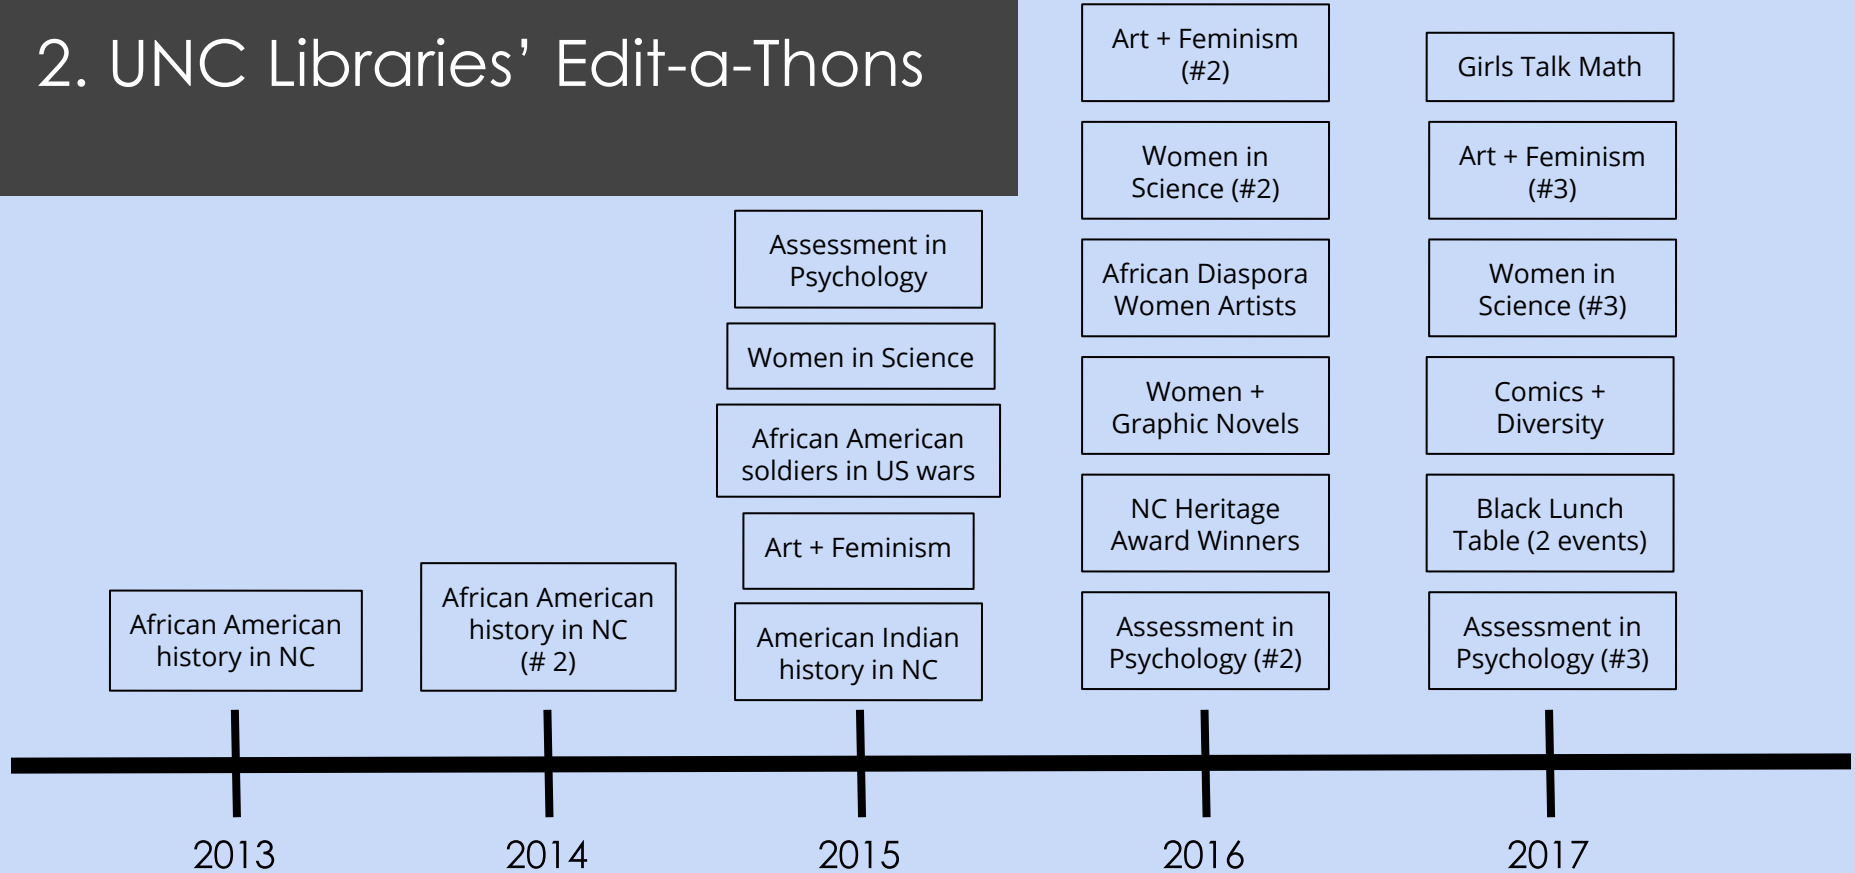 2. UNC Libraries’ Edit-a-Thons
African American
history in NC
African American
history in NC
(# 2)
Assessment in
Psychology
Women in Science
African American
soldiers in US wars
Art + Feminism
American Indian
history in NC
Art + Feminism
(#2)
Women in
Science (#2)
African Diaspora
Women Artists
Women +
Graphic Novels
NC Heritage
Award Winners
Assessment in
Psychology (#2)
Girls Talk Math
Art + Feminism
(#3)
Women in
Science (#3)
Comics +
Diversity
Black Lunch
Table (2 events)
Assessment in
Psychology (#3)
2013
2014
2015
2016
2017